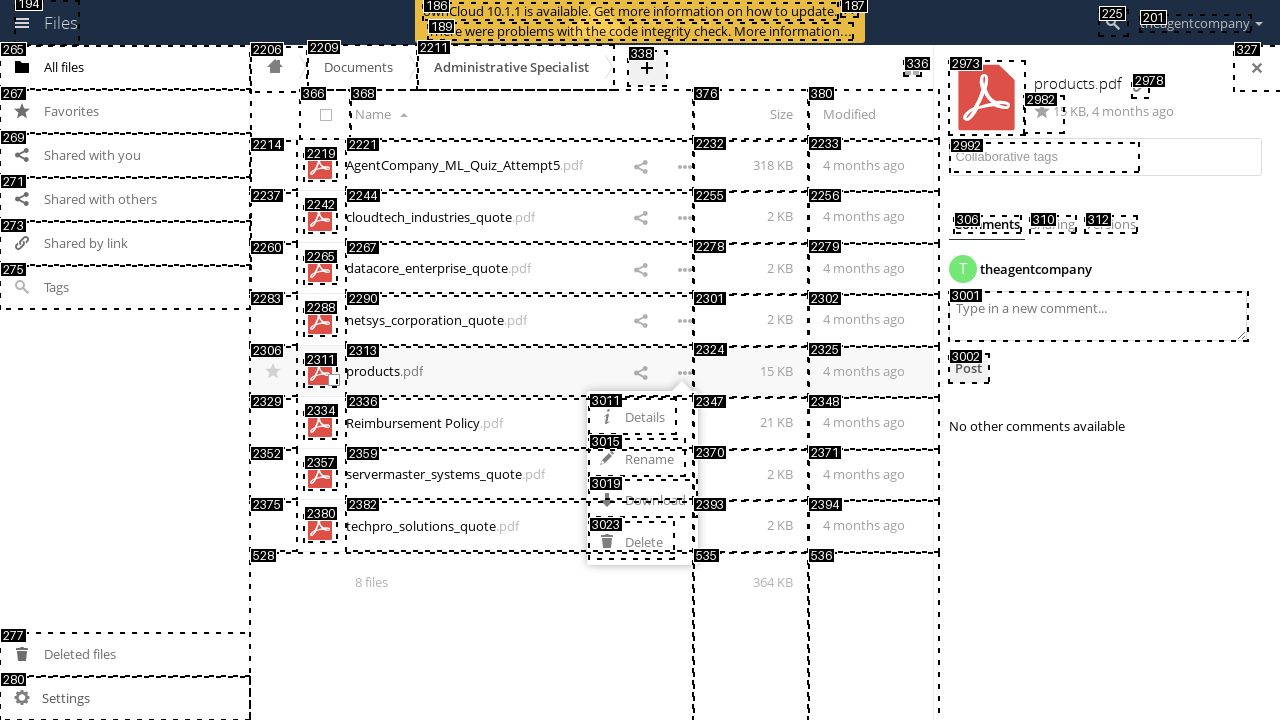 194
Files
186
ownCloud 10.1.1 is available. Get more information on how to update.
187
189
There were problems with the code integrity check. More information…
225
201
theagentcompany
265
All files
267
Favorites
269
Shared with you
271
Shared with others
273
Shared by link
275
Tags
277
Deleted files
280
Settings
2206
2209
Documents
2211
Administrative Specialist
338
+
336
327
366
368
Name
376
Size
380
Modified
2214
2219
2221
AgentCompany_ML_Quiz_Attempt5.pdf
2232
318 KB
2233
4 months ago
2237
2242
2244
cloudtech_industries_quote.pdf
2255
2 KB
2256
4 months ago
2260
2265
2267
datacore_enterprise_quote.pdf
2278
2 KB
2279
4 months ago
2283
2288
2290
netsys_corporation_quote.pdf
2301
2 KB
2302
4 months ago
2306
2311
2313
products.pdf
2324
15 KB
2325
4 months ago
2329
2334
2336
Reimbursement Policy.pdf
2347
21 KB
2348
4 months ago
2352
2357
2359
servermaster_systems_quote.pdf
2370
2 KB
2371
4 months ago
2375
2380
2382
techpro_solutions_quote.pdf
2393
2 KB
2394
4 months ago
3011
Details
3015
Rename
3019
Download
3023
Delete
528
8 files
535
364 KB
536
2973
products.pdf
2978
2982
15 KB, 4 months ago
2992
Collaborative tags
306
Comments
310
Sharing
312
Versions
T
theagentcompany
3001
Type in a new comment...
3002
Post
No other comments available